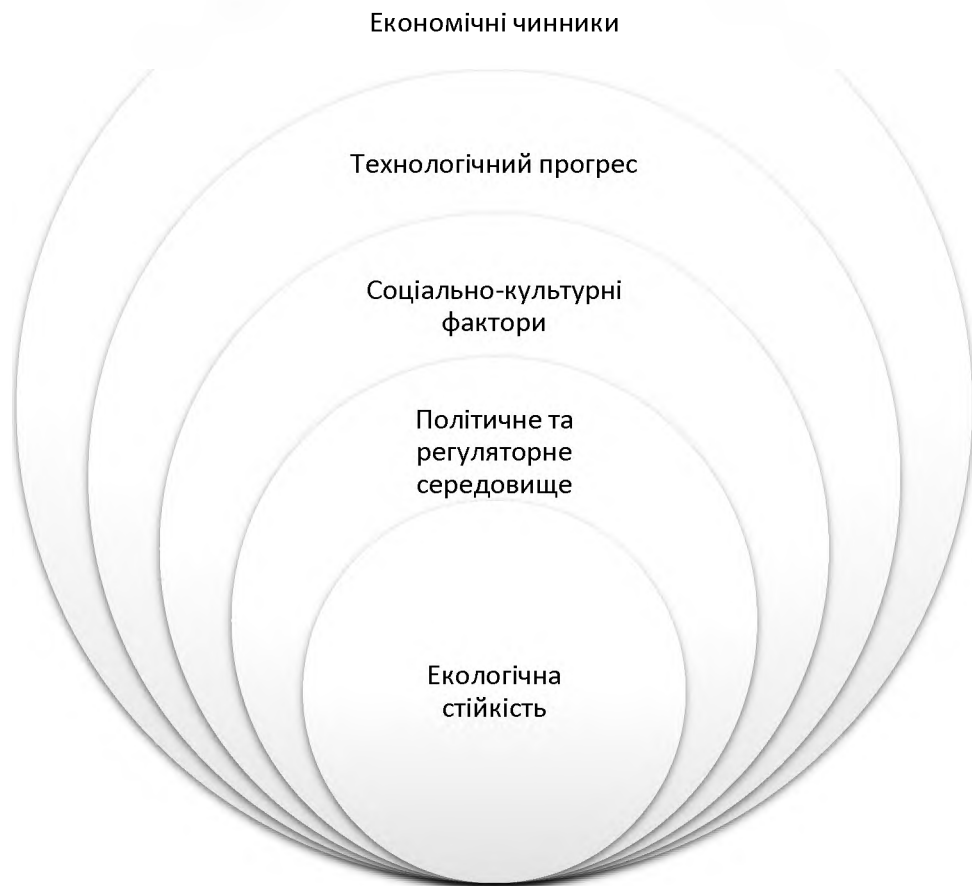 Економічні чинники
Технологічний прогрес
Соціально-культурні
фактори
Політичне та
регуляторне
середовище
Екологічна
стійкість